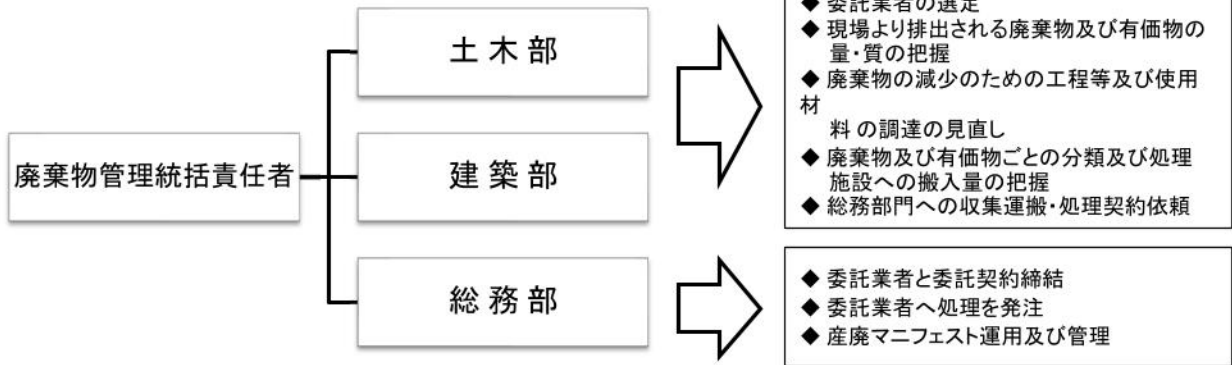 廃棄物管理統括責任者
土 木 部
建 築 部
総 務 部
◆ 委託業者の選定
◆ 現場より排出される廃棄物及び有価物の
量・質の把握
◆ 廃棄物の減少のための工程等及び使用
材
料 の調達の見直し
◆ 廃棄物及び有価物ごとの分類及び処理
施設への搬入量の把握
◆ 総務部門への収集運搬・処理契約依頼
◆ 委託業者と委託契約締結
◆ 委託業者へ処理を発注
◆ 産廃マニフェスト運用及び管理